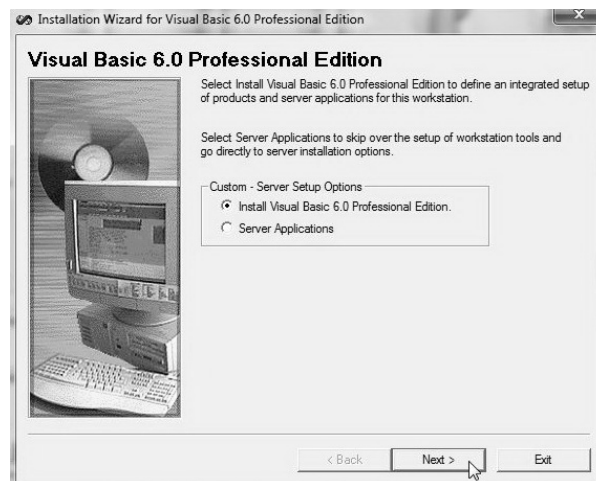 Installation Wizard for Visual Basic 6.0 Professional Edition
Visual Basic 6.0 Professional Edition
Select Install Visual Basic 6.0 Professional Edition to define an integrated setup
of products and server applications for this workstation.
Select Server Applications to skip over the setup of workstation tools and
go directly to server installation options.
Custom - Server Setup Options
Install Visual Basic 6.0 Professional Edition.
Server Applications
< Back Next > Exit